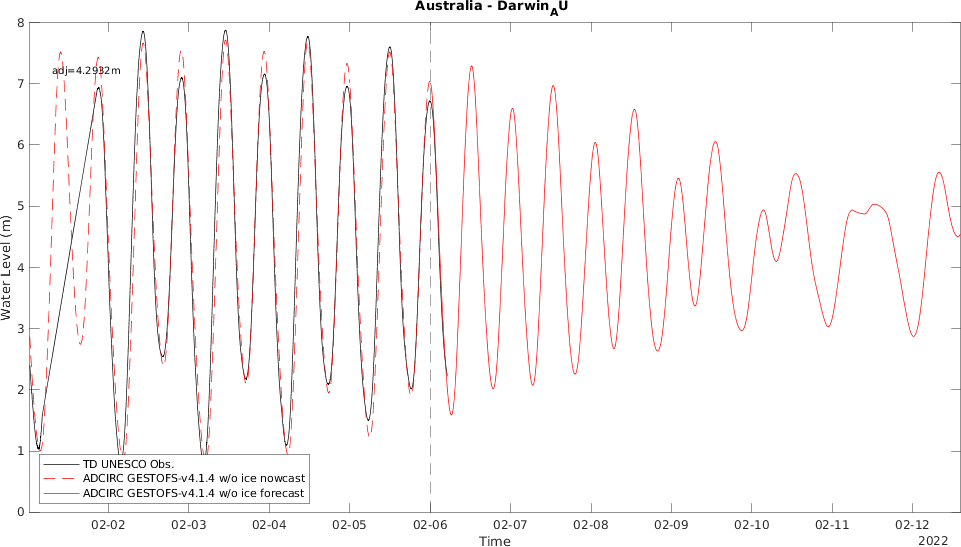 Australia - Darwin_AU
8
7
6
5
4
3
2
1
0
Water Level (m)
adj=4.2932m
TD UNESCO Obs.
ADCIRC GESTOFS-v4.1.4 w/o ice nowcast
ADCIRC GESTOFS-v4.1.4 w/o ice forecast
02-02 02-03 02-04 02-05 02-06 02-07 02-08 02-09 02-10 02-11 02-12
Time
2022